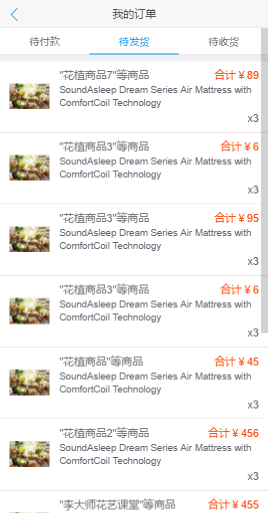 我的订单
待付款
待发货
待收货
"花植商品7"等商品 合计 ¥ 89
SoundAsleep Dream Series Air Mattress with
ComfortCoil Technology
x3
"花植商品3"等商品 合计 ¥ 6
SoundAsleep Dream Series Air Mattress with
ComfortCoil Technology
x3
"花植商品3"等商品 合计 ¥ 95
SoundAsleep Dream Series Air Mattress with
ComfortCoil Technology
x3
"花植商品3"等商品 合计 ¥ 6
SoundAsleep Dream Series Air Mattress with
ComfortCoil Technology
x3
"花植商品"等商品 合计 ¥ 45
SoundAsleep Dream Series Air Mattress with
ComfortCoil Technology
x3
"花植商品2"等商品 合计 ¥ 456
SoundAsleep Dream Series Air Mattress with
ComfortCoil Technology
x3
"李大师花艺课堂"等商品 合计 ¥ 455